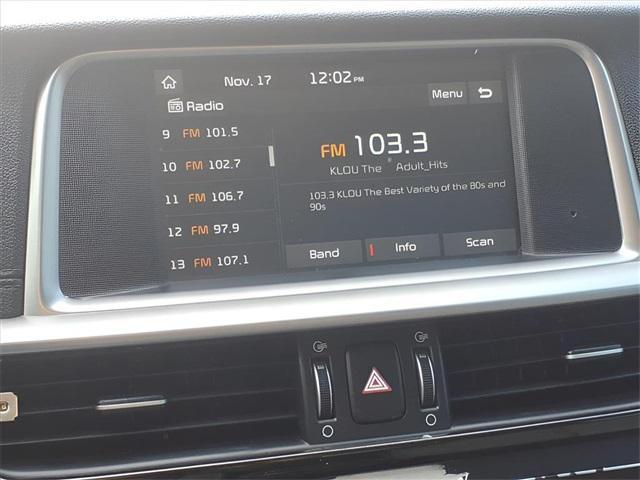 Nov. 17 12:02 PM
Radio
Menu
9 FM 101.5
10 FM 102.7
11 FM 106.7
12 FM 97.9
13 FM 107.1
FM 103.3
KLOU The " Adult_Hits
103.3 KLOU The Best Variety of the 80s and
90s
Band Info Scan